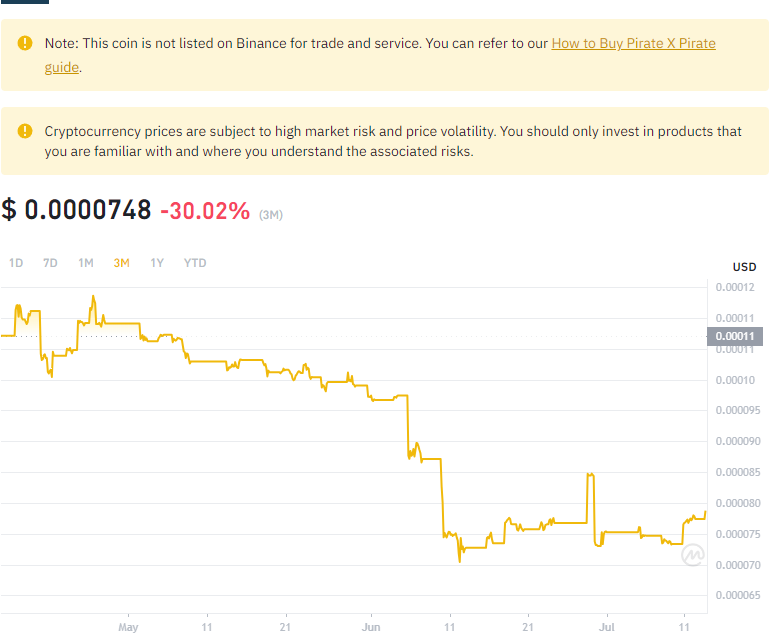 Note: This coin is not listed on Binance for trade and service. You can refer to our How to Buy Pirate X Pirate
guide.
Cryptocurrency prices are subject to high market risk and price volatility. You should only invest in products that
you are familiar with and where you understand the associated risks.
$ 0.0000748 -30.02% (3M)
1D 7D 1M 3M 1Y YTD
USD
0.00012
0.00011
0.00011
0.00011
0.00010
0.000095
0.000090
0.000085
0.000080
0.000075
0.000070
0.000065
May 11 21 Jun 11 21 Jul 11